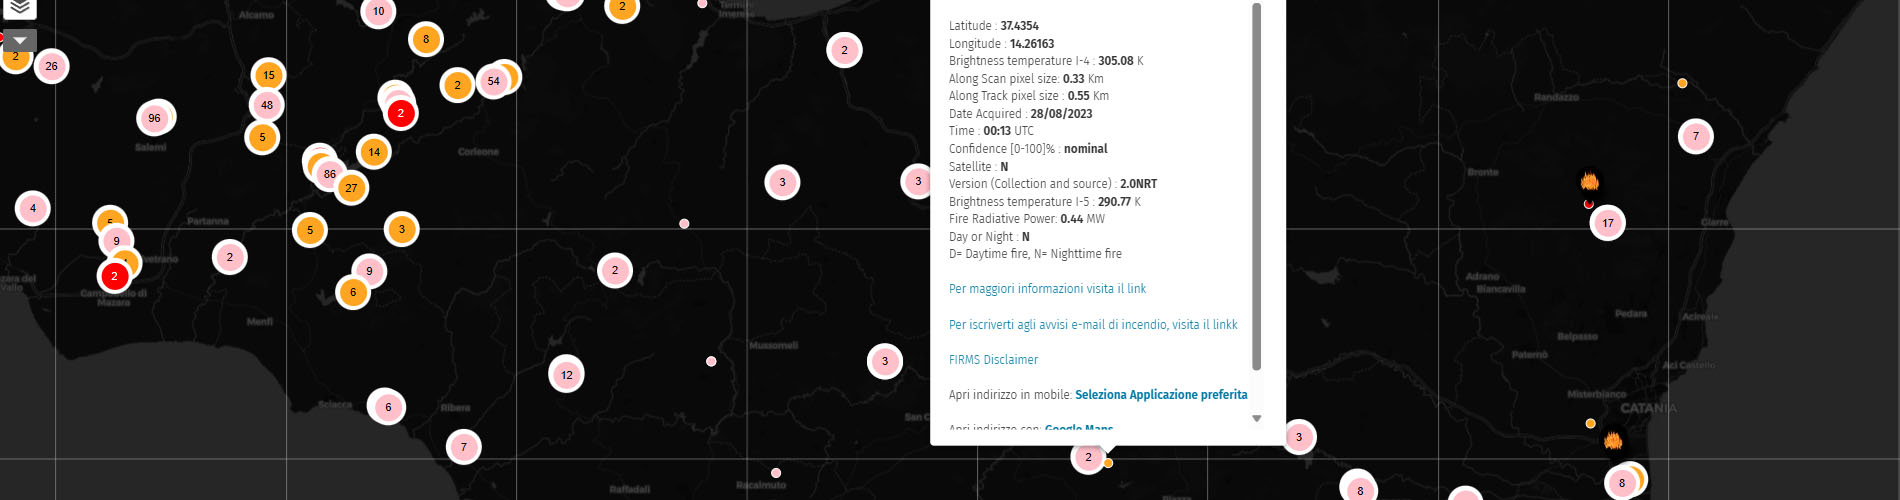 Alcamo
10
2
Termini
Imerese
8
2
26
15
2
54
2
48
96
2
5
Salemi
14
Corleone
86
27
3
3
4
5
9
Partanna
5
3
2
2
Campobello di
Mazara
zara del
Vallo
9
6
2
Menfi
12
Mussomeli
3
Sciacca
6
Ribera
7
Raffadali
Racalmuto
San C
Latitude : 37.4354
Longitude : 14.26163
Brightness temperature I-4 : 305.08 K
Along Scan pixel size: 0.33 Km
Along Track pixel size : 0.55 Km
Date Acquired : 28/08/2023
Time : 00:13 UTC
Confidence [0-100]% : nominal
Satellite : N
Version (Collection and source) : 2.0NRT
Brightness temperature I-5 : 290.77 K
Fire Radiative Power: 0.44 MW
Day or Night : N
D= Daytime fire, N= Nighttime fire
Per maggiori informazioni visita il link
Per iscriverti agli avvisi e-mail di incendio, visita il linkk
FIRMS Disclaimer
Apri indirizzo in mobile: Seleziona Applicazione preferita
Apri indirizzo con: Google Maps
2
3
8
Piazza
Randazzo
7
Bronte
17
Giarre
Adrano
Biancavilla
Pedara
Acireale
Belpasso
Paternò
Aci Castello
Misterbianco
CATANIA
8